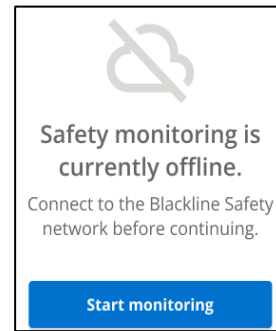 Safety monitoring is
currently offline.
Connect to the Blackline Safety
network before continuing.
Start monitoring